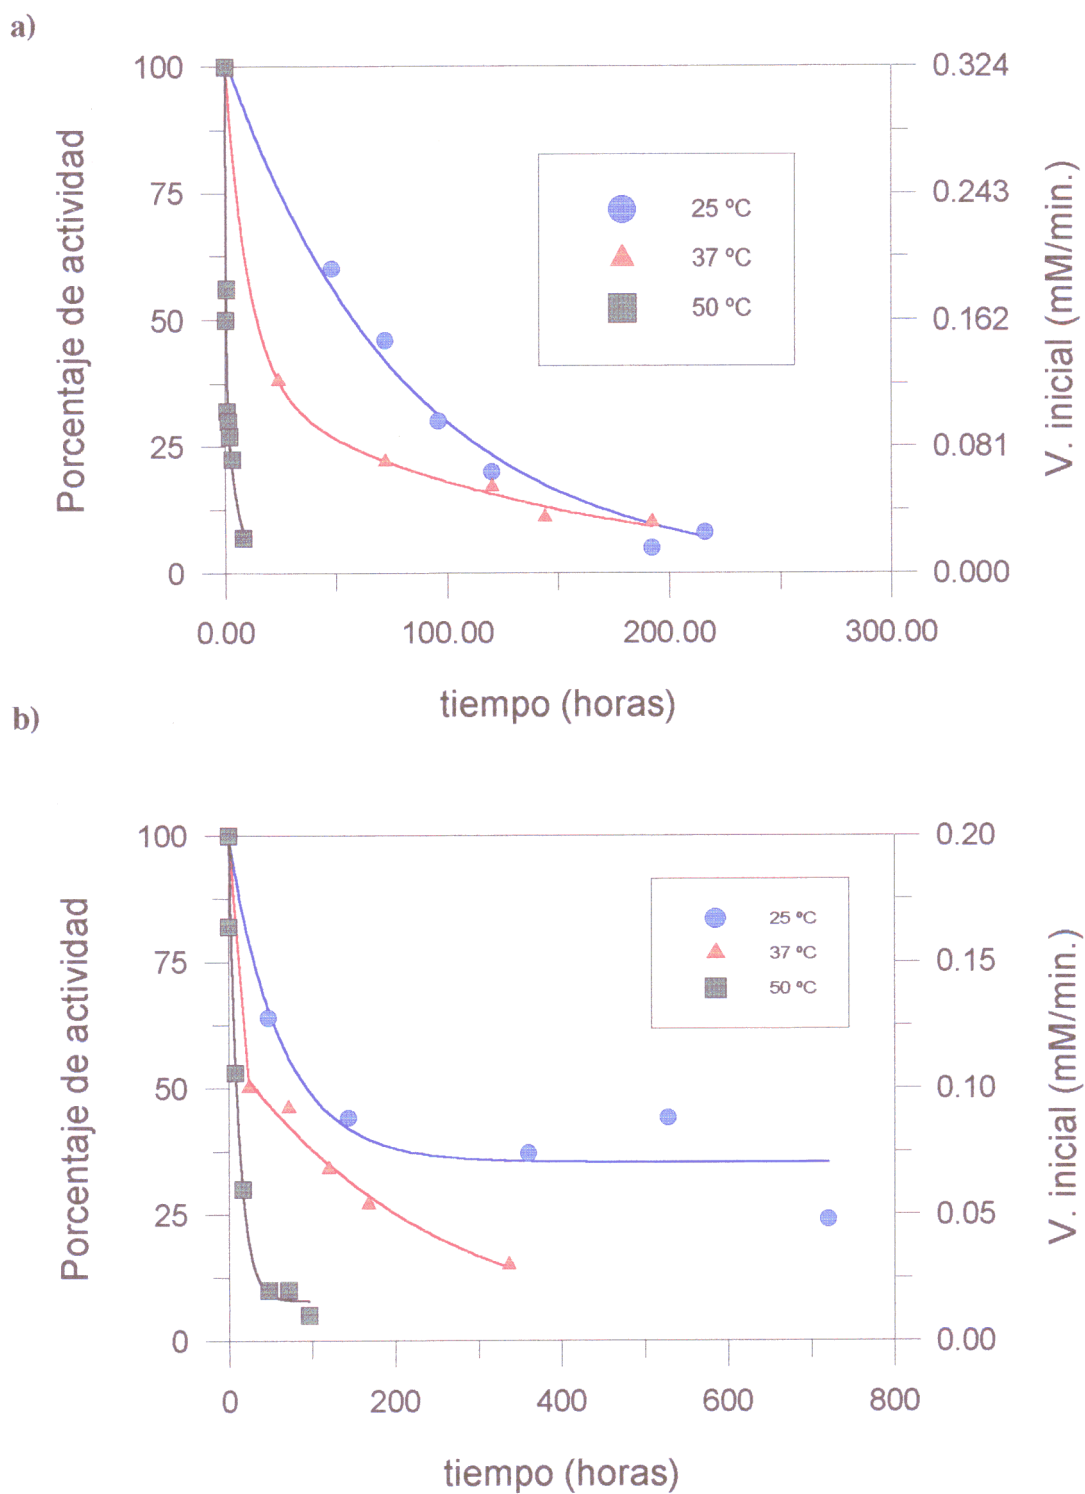 a)
Porcentaje de actividad
100
75
50
25
0
0.324
0.243
0.162
0.081
0.000
V. inicial (mM/min.)
25 ºC
37 ºC
50 ºC
0.00 100.00 200.00 300.00
tiempo (horas)
b)
Porcentaje de actividad
100
75
50
25
0
0.20
0.15
0.10
0.05
0.00
V. inicial (mM/min.)
25 ºC
37 ºC
50 ºC
0 200 400 600 800
tiempo (horas)